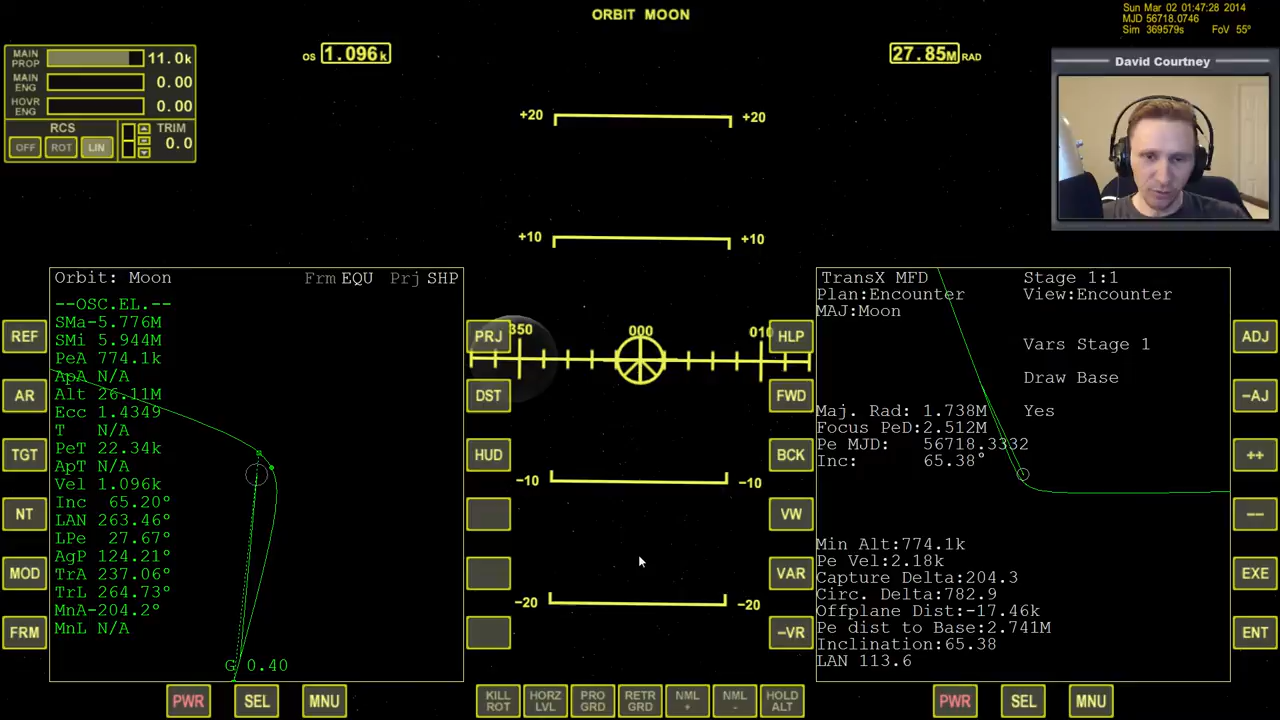 ORBIT MOON
Sun Mar 02 01:47:28 2014
MJD 56718.0746
Sim 369579s FoV 55°
MAIN PROP 11.0k
MAIN ENG 0.00
HOVR ENG 0.00
RCS TRIM
OFF ROT LIN 0.0
OS 1.096k
27.85M RAD
David Courtney
+20 +20
+10 +10
350 000 010
-10 -10
-20 -20
Orbit: Moon Frm EQU Prj SHP
--OSC.EL.--
SMa-5.776M
SMi 5.944M
PeA 774.1k
ApA N/A
Alt 26.11M
Ecc 1.4349
T N/A
PeT 22.34k
ApT N/A
Vel 1.096k
Inc 65.20°
LAN 263.46°
LPe 27.67°
AgP 124.21°
TrA 237.06°
TrL 264.73°
MnA-204.2°
MnL N/A
G 0.40
REF
AR
TGT
NT
MOD
FRM
PRJ
DST
HUD
PWR SEL MNU
KILL ROT
HORZ LVL
PRO GRD
RETR GRD
NML +
NML -
HOLD ALT
HLP
FWD
BCK
VW
VAR
-VR
TransX MFD Stage 1:1
Plan:Encounter View:Encounter
MAJ:Moon
Vars Stage 1
Draw Base
Yes
Maj. Rad: 1.738M
Focus PeD:2.512M
Pe MJD: 56718.3332
Inc: 65.38°
Min Alt:774.1k
Pe Vel:2.18k
Capture Delta:204.3
Circ. Delta:782.9
Offplane Dist:-17.46k
Pe dist to Base:2.741M
Inclination:65.38
LAN 113.6
ADJ
-AJ
++
--
EXE
ENT
PWR SEL MNU